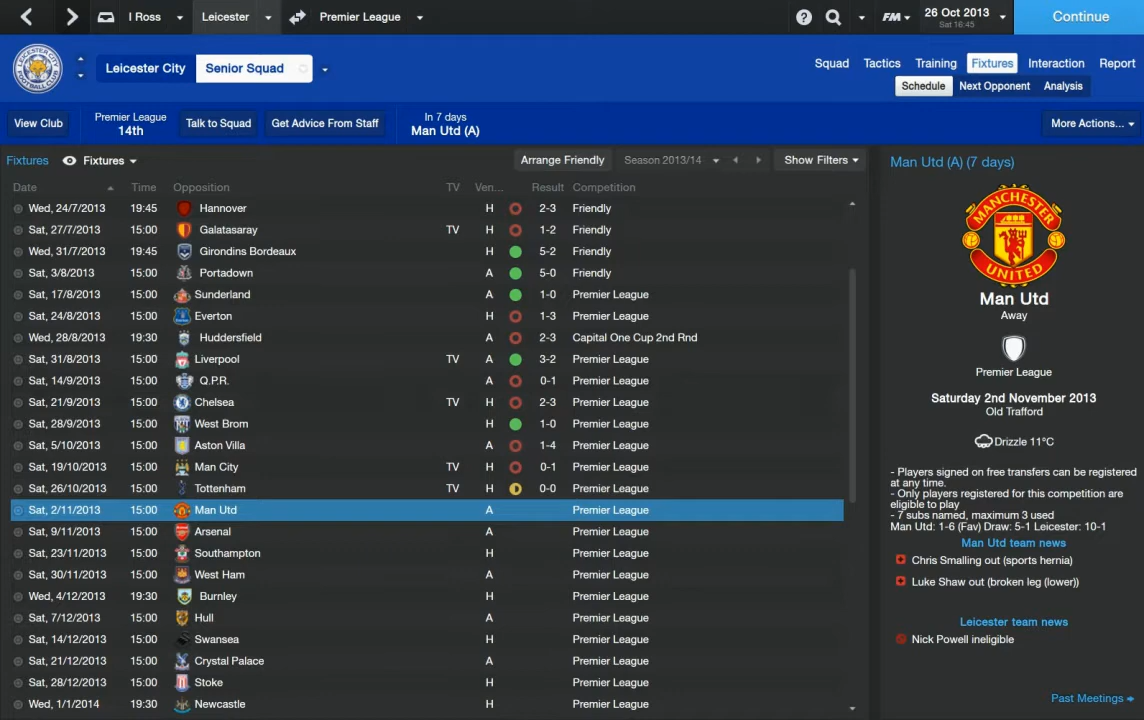 I Ross
Leicester
Premier League
FM
26 Oct 2013
Sat 16:45
Continue
Leicester City
Senior Squad
Squad
Tactics
Training
Fixtures
Interaction
Report
Schedule
Next Opponent
Analysis
View Club
Premier League
14th
Talk to Squad
Get Advice From Staff
In 7 days
Man Utd (A)
More Actions...
Fixtures
Fixtures
Arrange Friendly
Season 2013/14
Show Filters
Date Time Opposition TV Ven... Result Competition
Wed, 24/7/2013 19:45 Hannover H 2-3 Friendly
Sat, 27/7/2013 15:00 Galatasaray TV H 1-2 Friendly
Wed, 31/7/2013 19:45 Girondins Bordeaux H 5-2 Friendly
Sat, 3/8/2013 15:00 Portadown A 5-0 Friendly
Sat, 17/8/2013 15:00 Sunderland A 1-0 Premier League
Sat, 24/8/2013 15:00 Everton H 1-3 Premier League
Wed, 28/8/2013 19:30 Huddersfield A 2-3 Capital One Cup 2nd Rnd
Sat, 31/8/2013 15:00 Liverpool TV A 3-2 Premier League
Sat, 14/9/2013 15:00 Q.P.R. A 0-1 Premier League
Sat, 21/9/2013 15:00 Chelsea TV H 2-3 Premier League
Sat, 28/9/2013 15:00 West Brom H 1-0 Premier League
Sat, 5/10/2013 15:00 Aston Villa A 1-4 Premier League
Sat, 19/10/2013 15:00 Man City TV H 0-1 Premier League
Sat, 26/10/2013 15:00 Tottenham TV H 0-0 Premier League
Sat, 2/11/2013 15:00 Man Utd A Premier League
Sat, 9/11/2013 15:00 Arsenal A Premier League
Sat, 23/11/2013 15:00 Southampton H Premier League
Sat, 30/11/2013 15:00 West Ham A Premier League
Wed, 4/12/2013 19:30 Burnley H Premier League
Sat, 7/12/2013 15:00 Hull A Premier League
Sat, 14/12/2013 15:00 Swansea H Premier League
Sat, 21/12/2013 15:00 Crystal Palace A Premier League
Sat, 28/12/2013 15:00 Stoke H Premier League
Wed, 1/1/2014 19:30 Newcastle H Premier League
Man Utd (A) (7 days)
MANCHESTER
UNITED
Man Utd
Away
Premier League
Saturday 2nd November 2013
Old Trafford
Drizzle 11°C
- Players signed on free transfers can be registered
at any time.
- Only players registered for this competition are
eligible to play
- 7 subs named, maximum 3 used
Man Utd: 1-6 (Fav) Draw: 5-1 Leicester: 10-1
Man Utd team news
Chris Smalling out (sports hernia)
Luke Shaw out (broken leg (lower))
Leicester team news
Nick Powell ineligible
Past Meetings